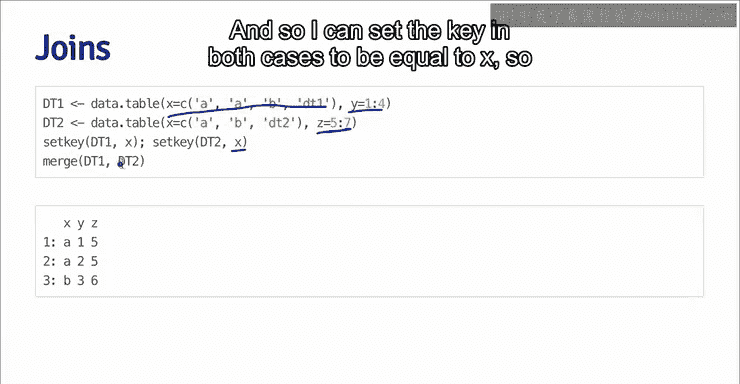 And so I can set the key in
both cases to be equal to x, so
Joins
DT1 <- data.table(x=c('a', 'a', 'b', 'dt1'), y=1:4)
DT2 <- data.table(x=c('a', 'b', 'dt2'), z=5:7)
setkey(DT1, x); setkey(DT2, x)
merge(DT1, DT2)
x y z
1: a 1 5
2: a 2 5
3: b 3 6